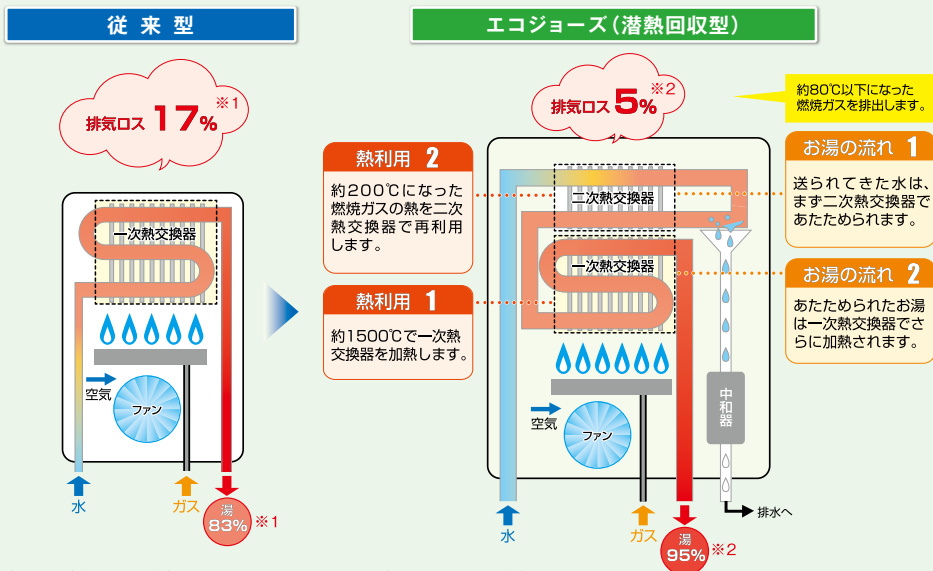 従来型
排気ロス 17% ※1
一次熱交換器
空気
ファン
水
ガス
湯
83% ※1
エコジョーズ（潜熱回収型）
排気ロス 5% ※2
約80℃以下になった
燃焼ガスを排出します。
熱利用 2
約200℃になった
燃焼ガスの熱を二次
熱交換器で再利用
します。
熱利用 1
約1500℃で一次熱
交換器を加熱します。
二次熱交換器
一次熱交換器
空気
ファン
中和器
水
ガス
湯
95% ※2
排水へ
お湯の流れ 1
送られてきた水は、
まず二次熱交換器で
あたためられます。
お湯の流れ 2
あたためられたお湯
は一次熱交換器でさ
らに加熱されます。